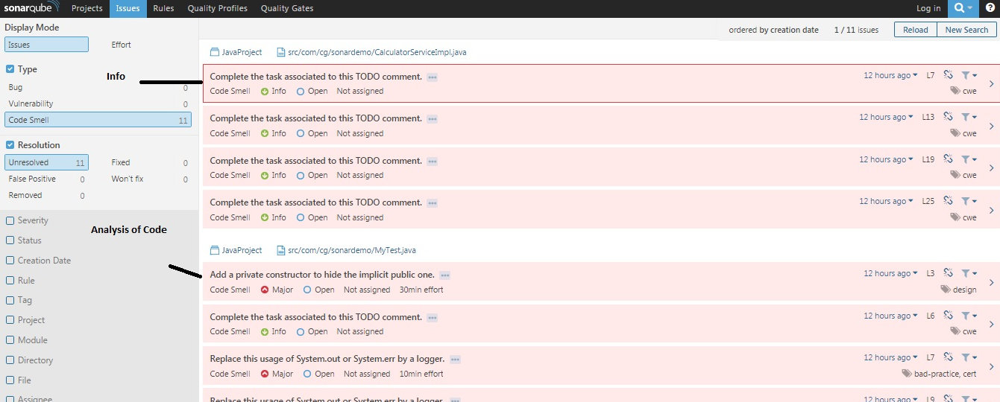 sonarqube Projects Issues Rules Quality Profiles Quality Gates Log in ?
Display Mode
Issues Effort
Type
Bug 0
Vulnerability 0
Code Smell 11
Resolution
Unresolved 11 Fixed 0
False Positive 0 Won't fix 0
Removed 0
Severity
Status
Creation Date
Rule
Tag
Project
Module
Directory
File
Assignee
Info
Analysis of Code
ordered by creation date 1 / 11 issues Reload New Search
JavaProject src/com/cg/sonardemo/CalculatorServiceImpl.java
Complete the task associated to this TODO comment. 12 hours ago L7
Code Smell Info Open Not assigned cwe
Complete the task associated to this TODO comment. 12 hours ago L13
Code Smell Info Open Not assigned cwe
Complete the task associated to this TODO comment. 12 hours ago L19
Code Smell Info Open Not assigned cwe
Complete the task associated to this TODO comment. 12 hours ago L25
Code Smell Info Open Not assigned cwe
JavaProject src/com/cg/sonardemo/MyTest.java
Add a private constructor to hide the implicit public one. 12 hours ago L3
Code Smell Major Open Not assigned 30min effort design
Complete the task associated to this TODO comment. 12 hours ago L6
Code Smell Info Open Not assigned cwe
Replace this usage of System.out or System.err by a logger. 12 hours ago L7
Code Smell Major Open Not assigned 10min effort bad-practice, cert
Replace this usage of System.out or System.err by a logger. 12 hours ago L9